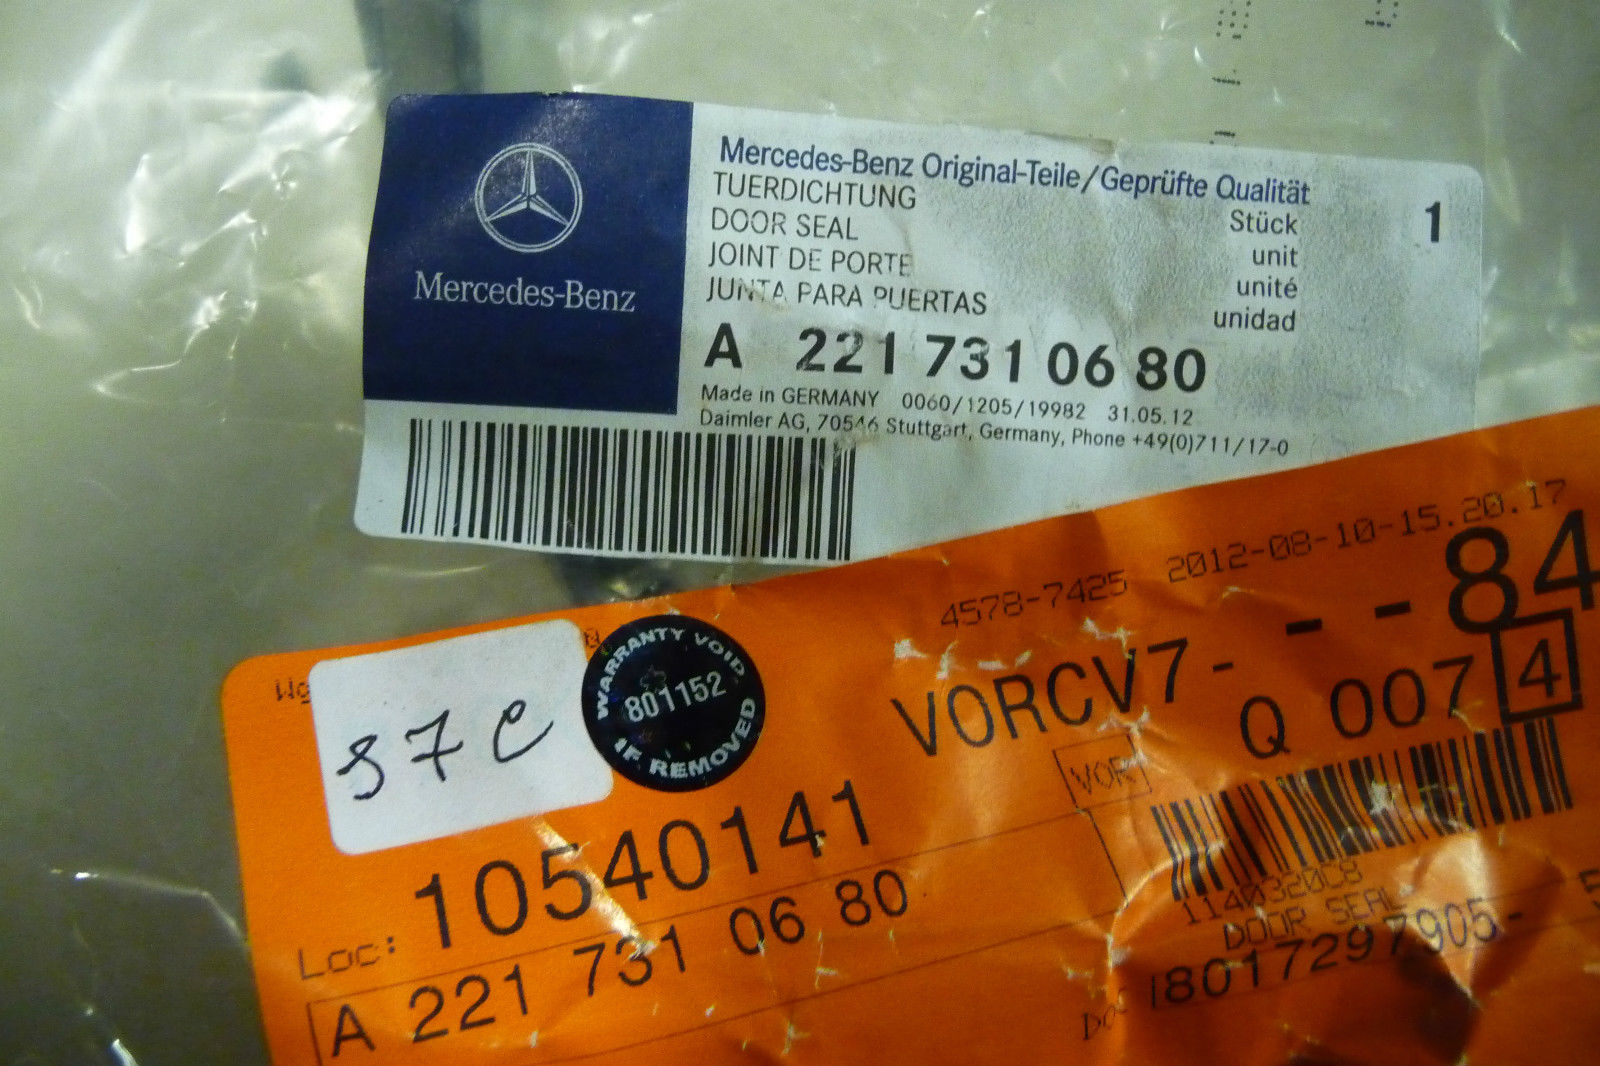 Mercedes-Benz
Mercedes-Benz Original-Teile/Geprüfte Qualität
TUERDICHTUNG
DOOR SEAL
JOINT DE PORTE
JUNTA PARA PUERTAS
Stück
unit
unité
unidad
1
A 221 731 06 80
Made in GERMANY 0060/1205/19982 31.05.12
Daimler AG, 70546 Stuttgart, Germany, Phone +49(0)711/17-0
4578-7425 2012-08-10-15.20.17
VORCV7- - -84
Q 007 4
VOR
37C
WARRANTY VOID
801152
IF REMOVED
Loc: 10540141
A 221 731 06 80
1140320C8
DOOR SEAL
18017297905-